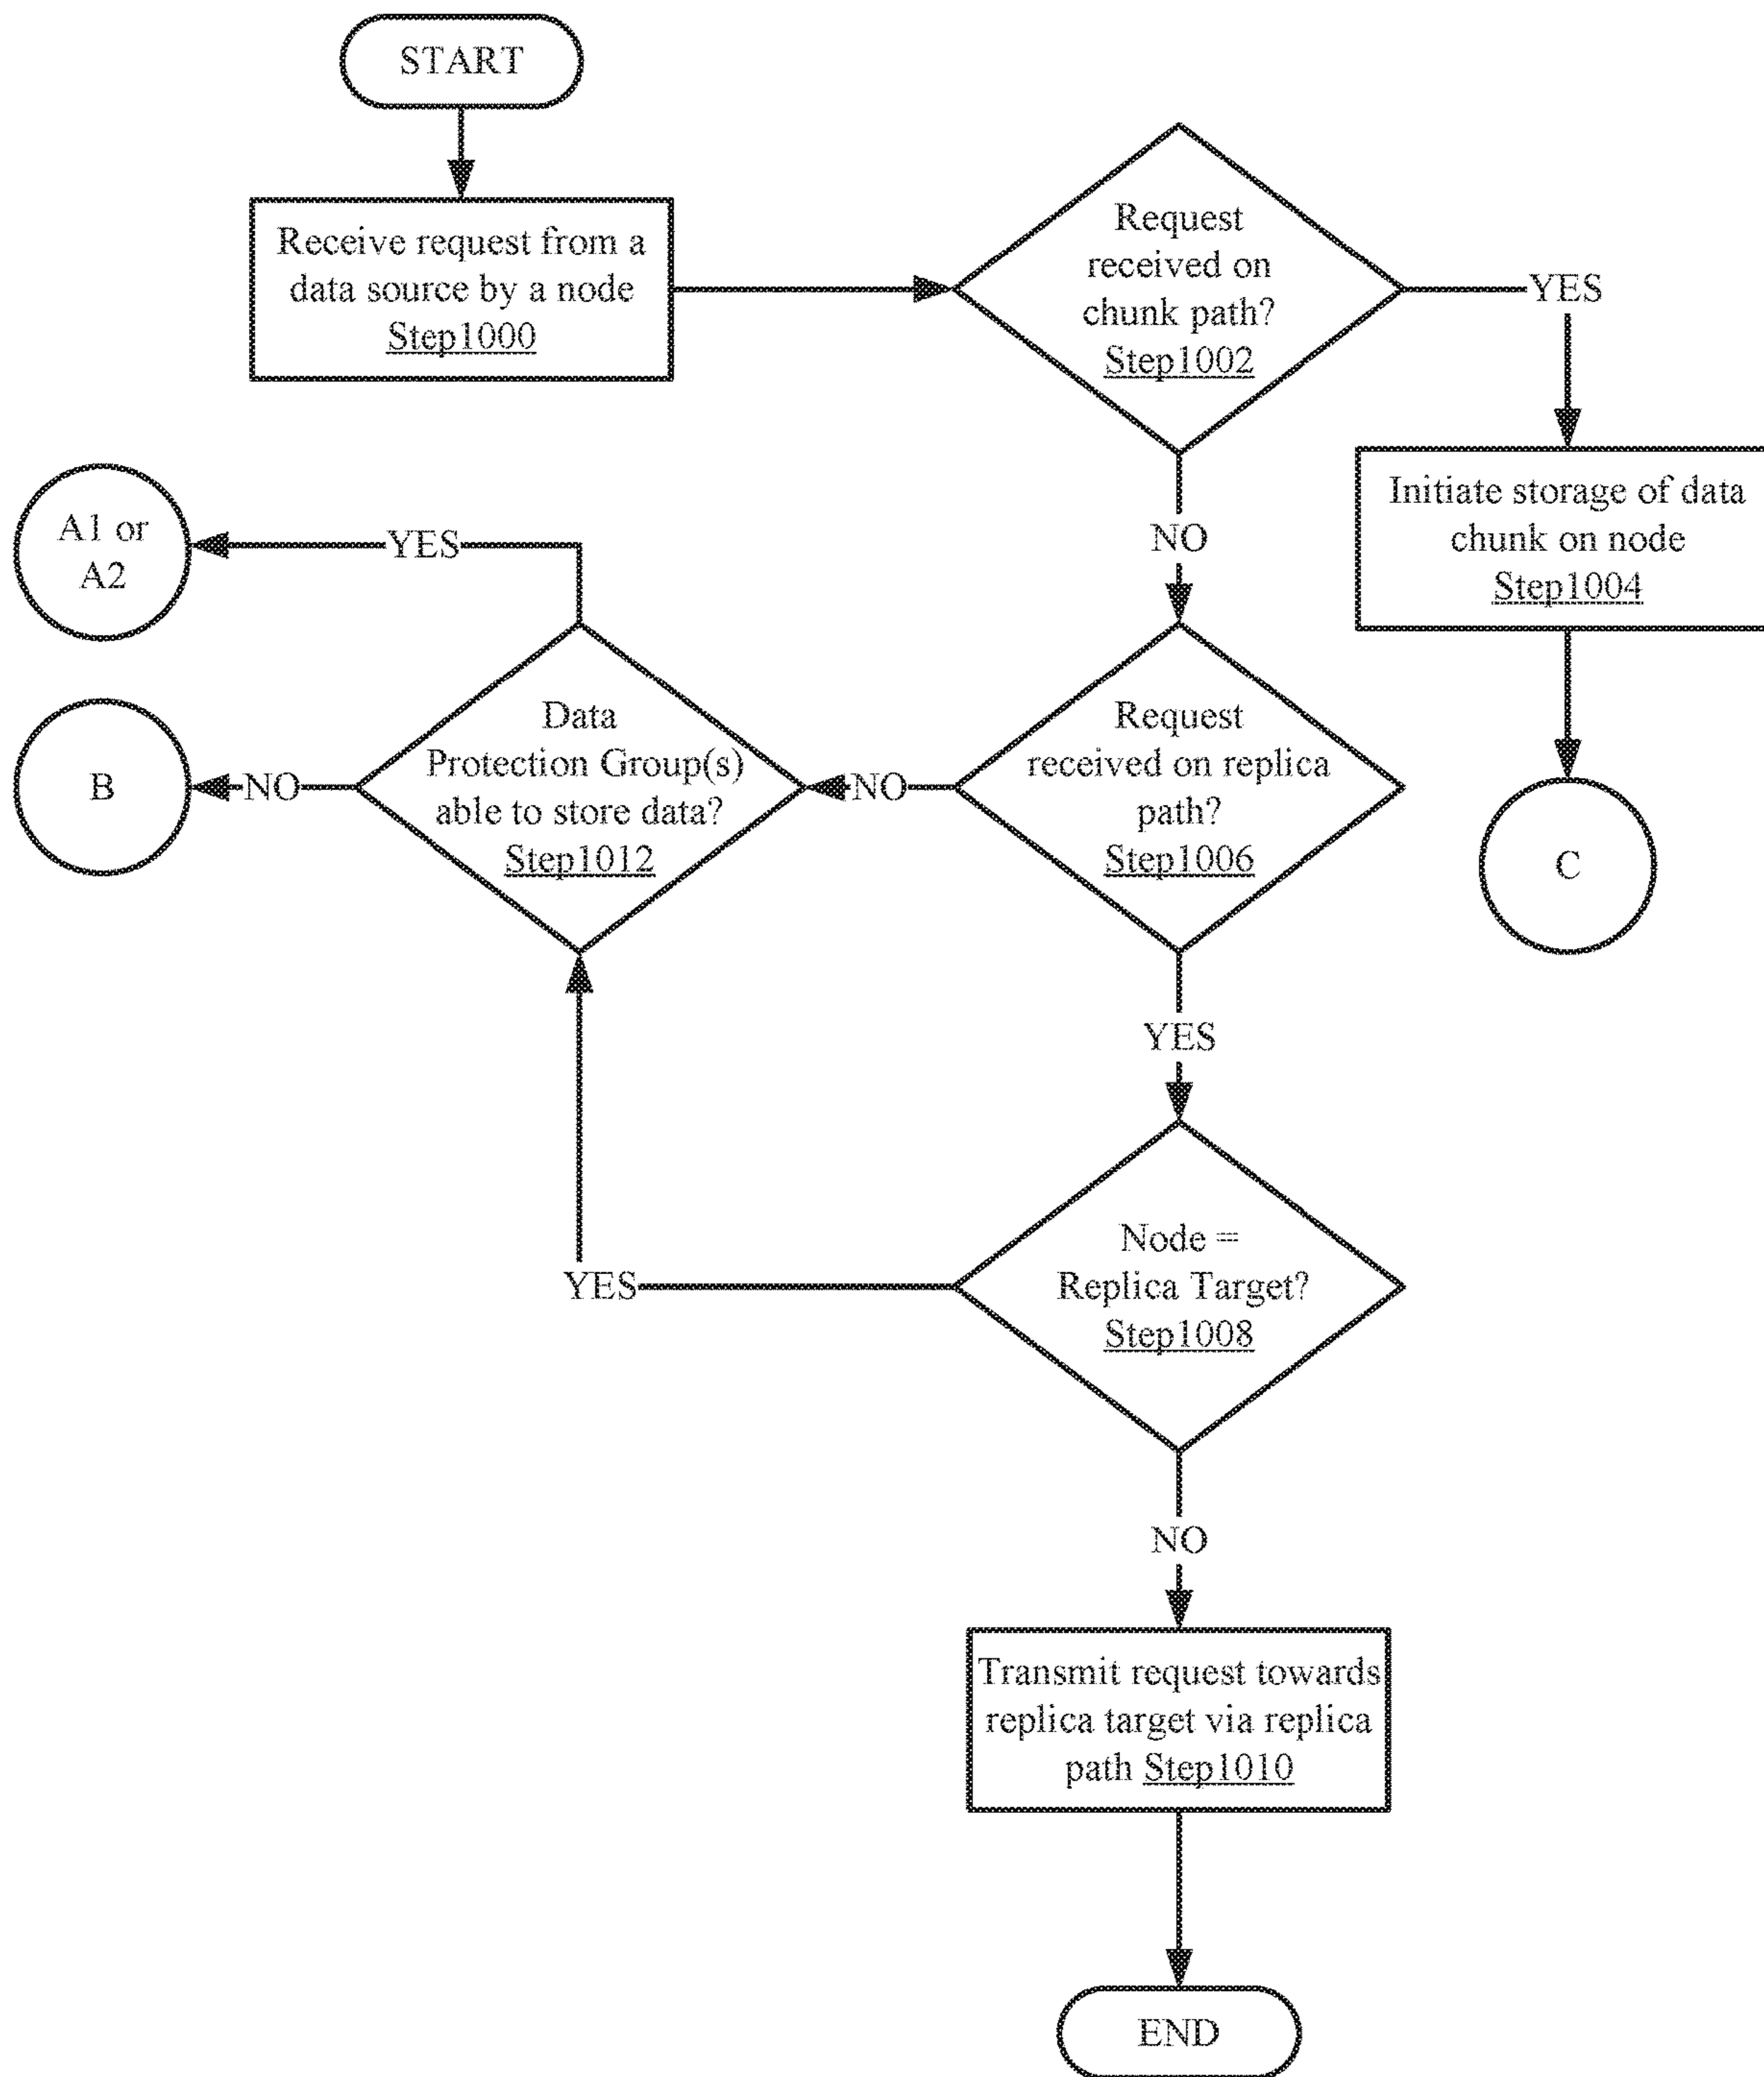 START
Receive request from a
data source by a node
Step1000
Request
received on
chunk path?
Step1002
YES
Initiate storage of data
chunk on node
Step1004
C
NO
Request
received on replica
path?
Step1006
NO
Data
Protection Group(s)
able to store data?
Step1012
YES
A1 or
A2
NO
B
YES
Node =
Replica Target?
Step1008
YES
NO
Transmit request towards
replica target via replica
path Step1010
END